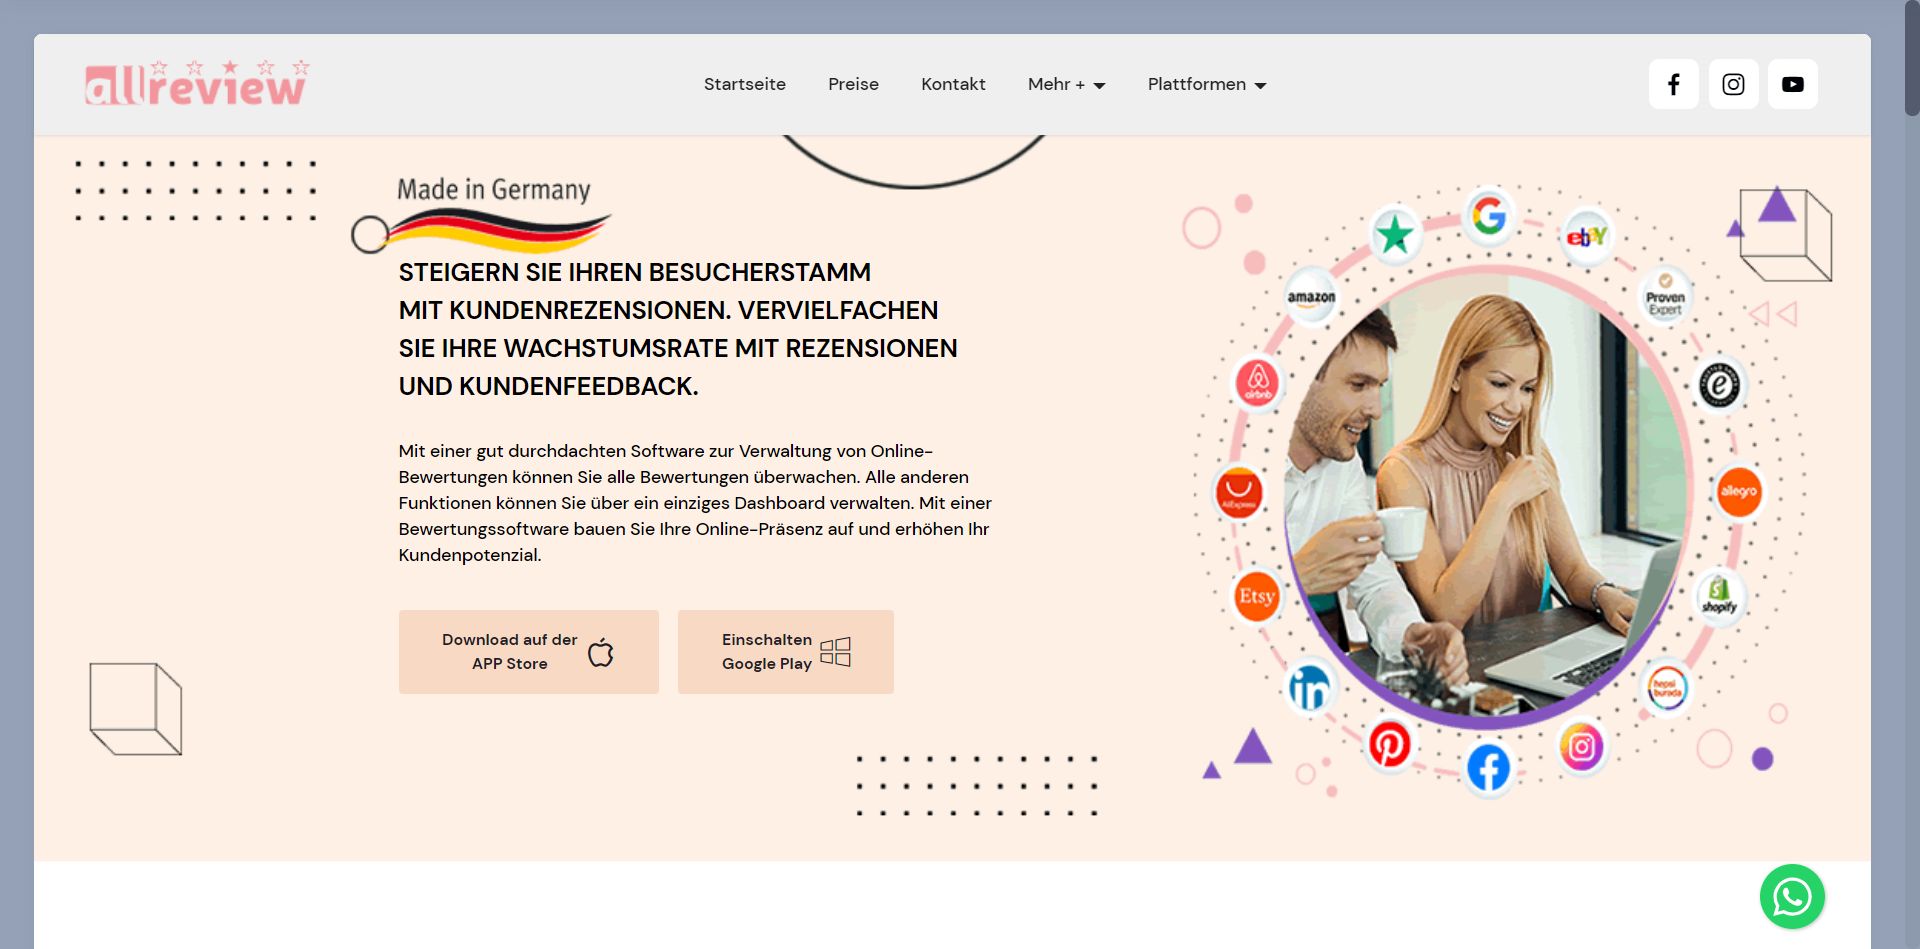 allreview
Startseite
Preise
Kontakt
Mehr +
Plattformen
Made in Germany
STEIGERN SIE IHREN BESUCHERSTAMM
MIT KUNDENREZENSIONEN. VERVIELFACHEN
SIE IHRE WACHSTUMSRATE MIT REZENSIONEN
UND KUNDENFEEDBACK.
Mit einer gut durchdachten Software zur Verwaltung von Online-
Bewertungen können Sie alle Bewertungen überwachen. Alle anderen
Funktionen können Sie über ein einziges Dashboard verwalten. Mit einer
Bewertungssoftware bauen Sie Ihre Online-Präsenz auf und erhöhen Ihr
Kundenpotenzial.
Download auf der
APP Store
Einschalten
Google Play
G
ebay
amazon
Proven
Expert
airbnb
e
AliExpress
allegro
Etsy
shopify
in
hepsi
burada